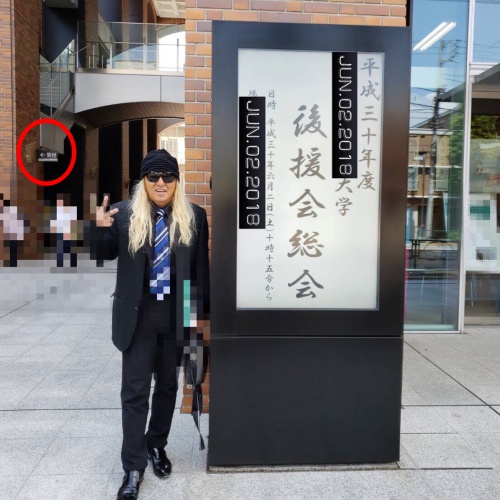 平成三十年度
大学
JUN.02.2018
後援会総会
日時 平成三十年六月二日(土)十時十五分から
JUN.02.2018